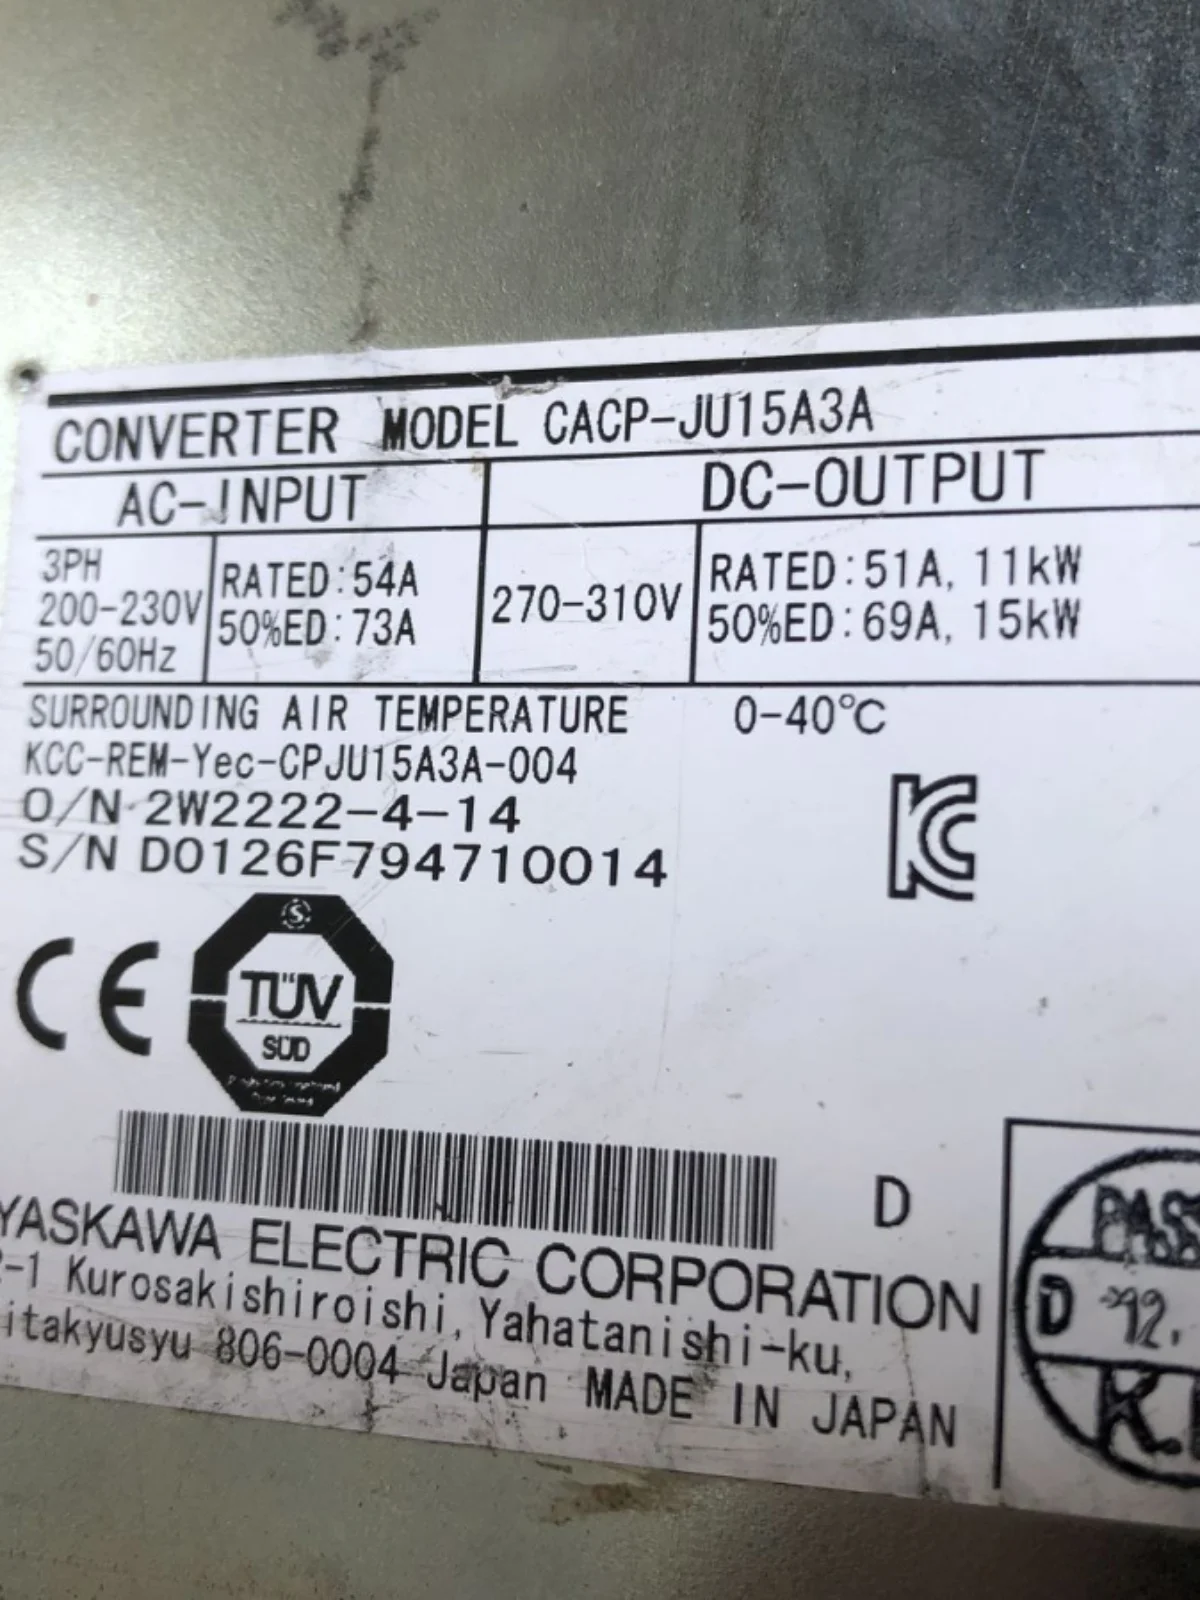 CONVERTER MODEL CACP-JU15A3A
AC-INPUT DC-OUTPUT
3PH
200-230V
50/60Hz
RATED:54A
50%ED:73A
270-310V
RATED:51A, 11kW
50%ED:69A, 15kW
SURROUNDING AIR TEMPERATURE 0-40℃
KCC-REM-Yec-CPJU15A3A-004
O/N 2W2222-4-14
S/N D0126F794710014
CE
S
TÜV
SÜD
KC
D
YASKAWA ELECTRIC CORPORATION
-1 Kurosakishiroishi, Yahatanishi-ku,
itakyusyu 806-0004 Japan MADE IN JAPAN
PASS
D '12.
K